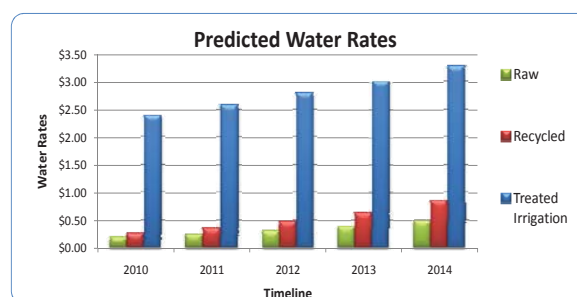 Predicted Water Rates
$3.50
$3.00
$2.50
$2.00
$1.50
$1.00
$0.50
$0.00
Water Rates
2010 2011 2012 2013 2014
Timeline
Raw
Recycled
Treated
Irrigation